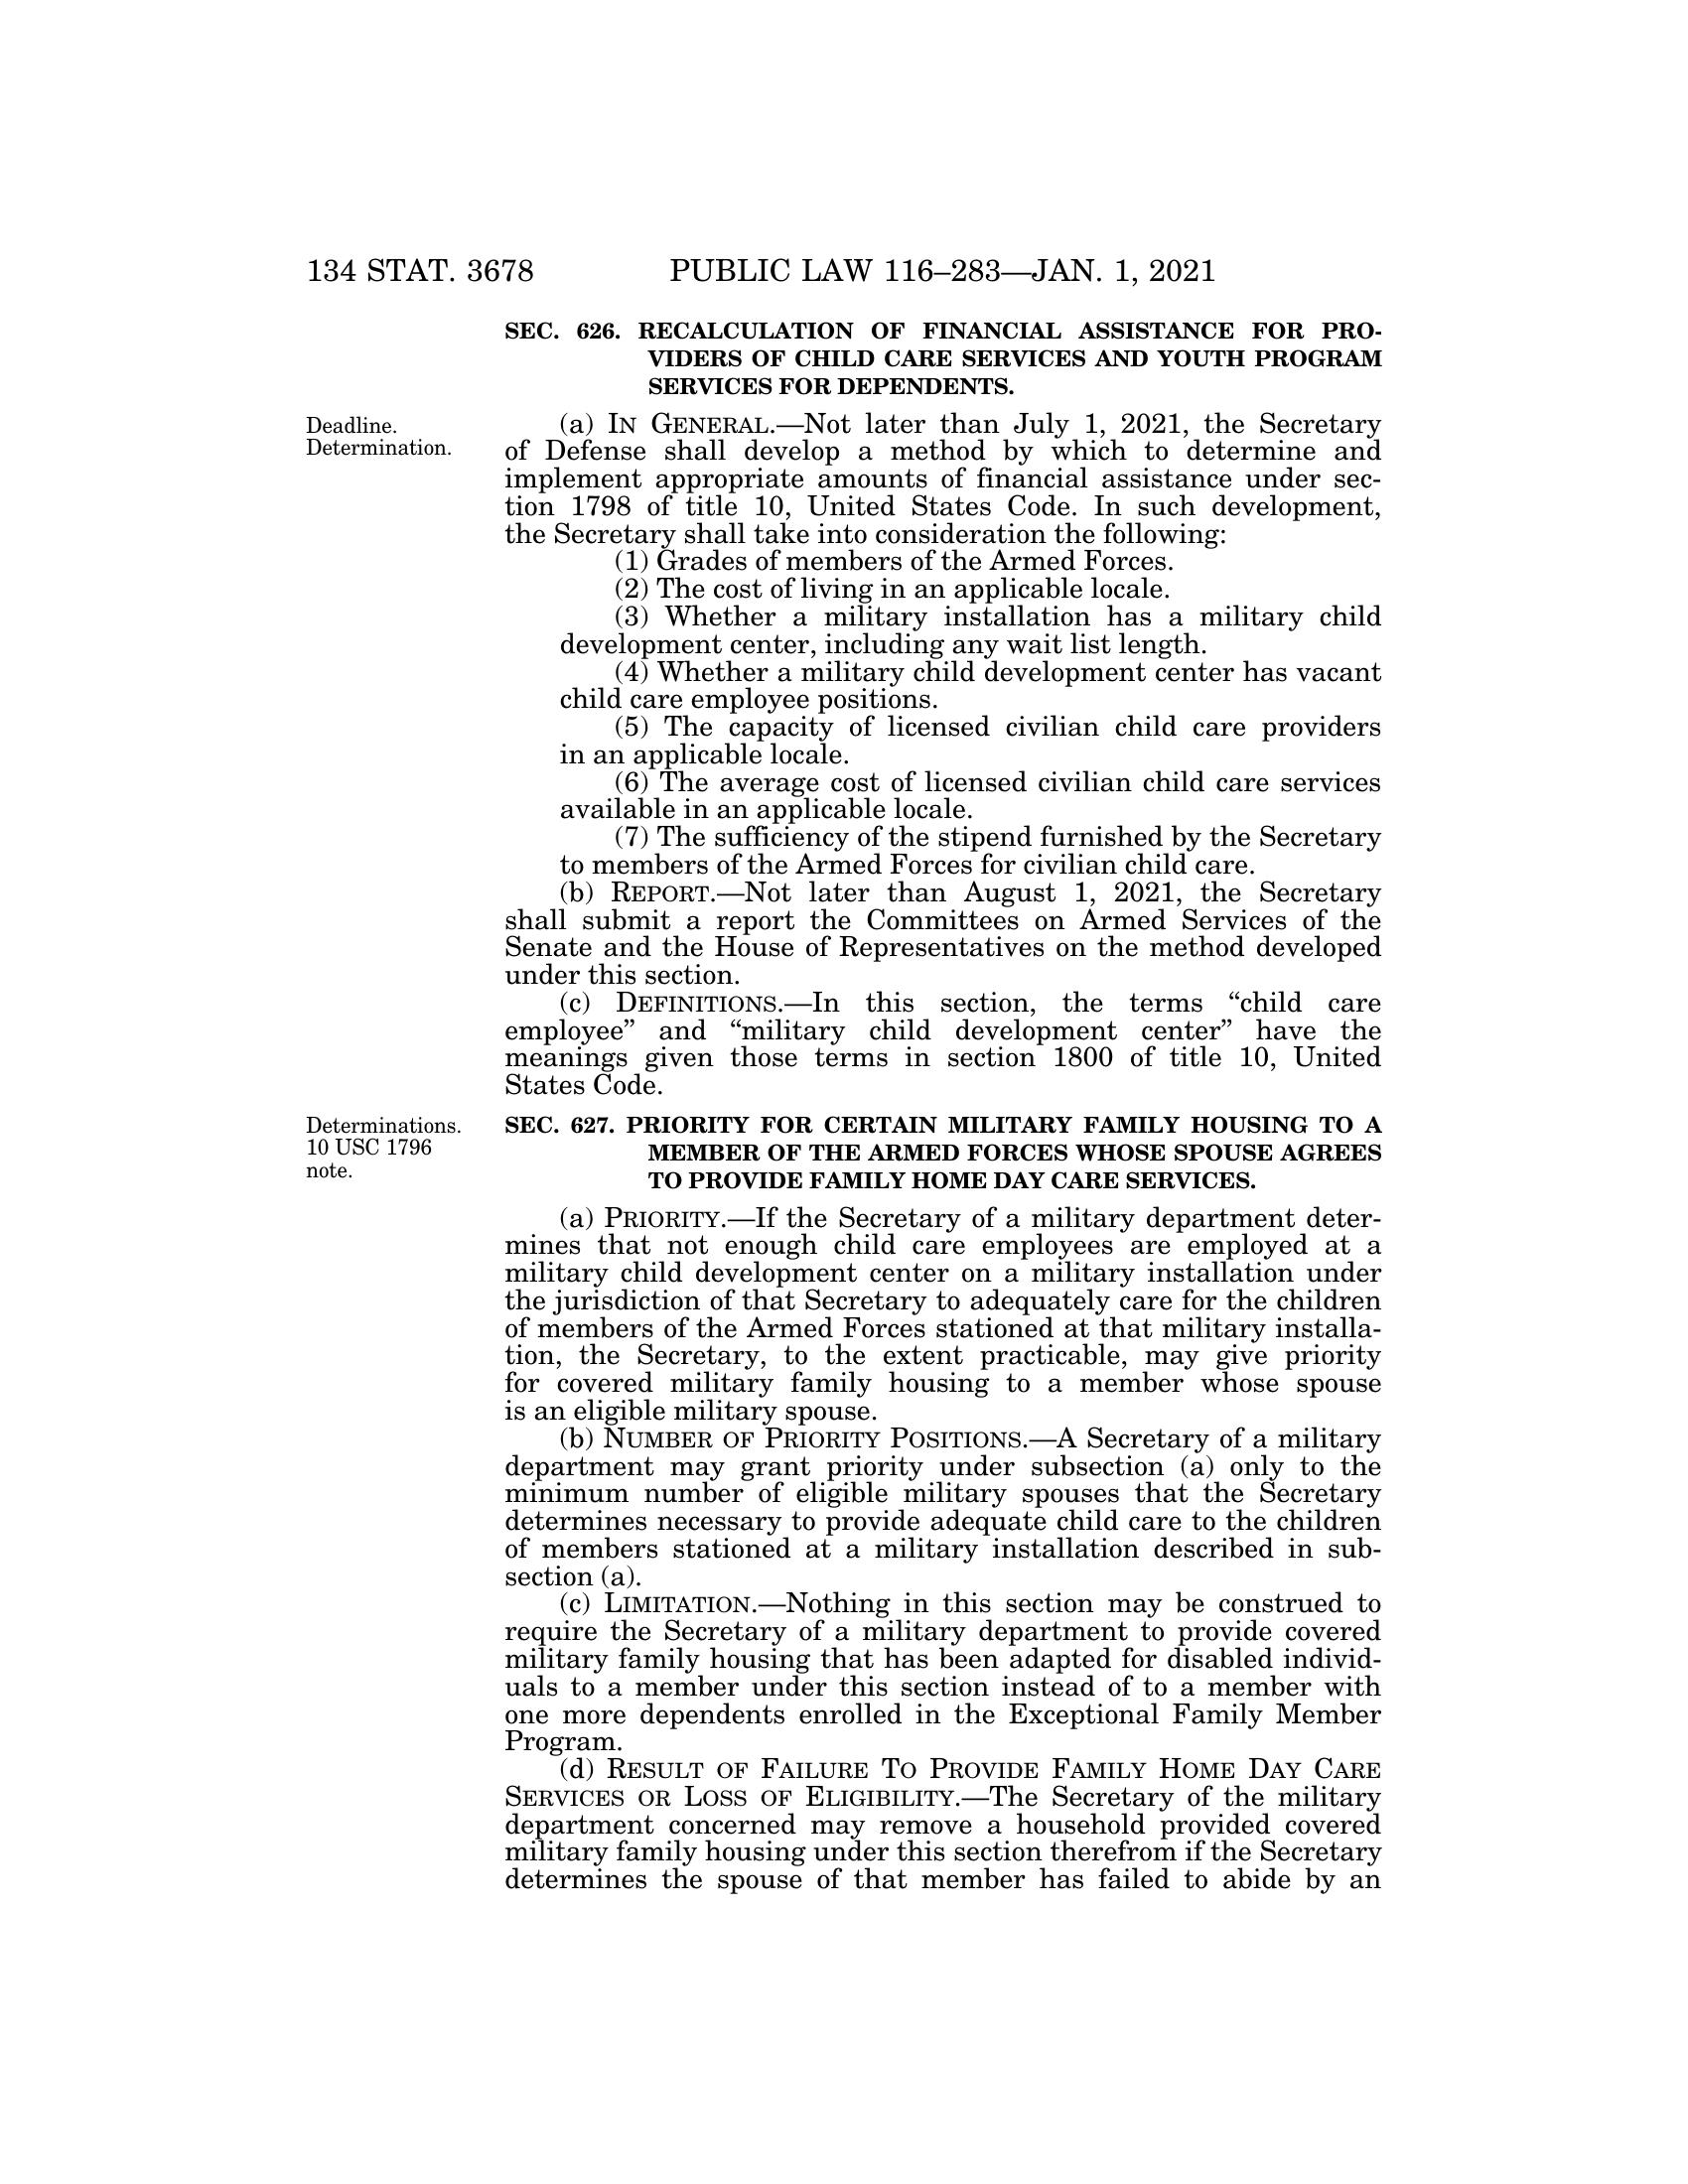 134 STAT. 3678 PUBLIC LAW 116–283—JAN. 1, 2021
SEC. 626. RECALCULATION OF FINANCIAL ASSISTANCE FOR PRO-
VIDERS OF CHILD CARE SERVICES AND YOUTH PROGRAM
SERVICES FOR DEPENDENTS.
Deadline.
Determination.
(a) IN GENERAL.—Not later than July 1, 2021, the Secretary
of Defense shall develop a method by which to determine and
implement appropriate amounts of financial assistance under sec-
tion 1798 of title 10, United States Code. In such development,
the Secretary shall take into consideration the following:
(1) Grades of members of the Armed Forces.
(2) The cost of living in an applicable locale.
(3) Whether a military installation has a military child
development center, including any wait list length.
(4) Whether a military child development center has vacant
child care employee positions.
(5) The capacity of licensed civilian child care providers
in an applicable locale.
(6) The average cost of licensed civilian child care services
available in an applicable locale.
(7) The sufficiency of the stipend furnished by the Secretary
to members of the Armed Forces for civilian child care.
(b) REPORT.—Not later than August 1, 2021, the Secretary
shall submit a report the Committees on Armed Services of the
Senate and the House of Representatives on the method developed
under this section.
(c) DEFINITIONS.—In this section, the terms “child care
employee” and “military child development center” have the
meanings given those terms in section 1800 of title 10, United
States Code.
Determinations.
10 USC 1796
note.
SEC. 627. PRIORITY FOR CERTAIN MILITARY FAMILY HOUSING TO A
MEMBER OF THE ARMED FORCES WHOSE SPOUSE AGREES
TO PROVIDE FAMILY HOME DAY CARE SERVICES.
(a) PRIORITY.—If the Secretary of a military department deter-
mines that not enough child care employees are employed at a
military child development center on a military installation under
the jurisdiction of that Secretary to adequately care for the children
of members of the Armed Forces stationed at that military installa-
tion, the Secretary, to the extent practicable, may give priority
for covered military family housing to a member whose spouse
is an eligible military spouse.
(b) NUMBER OF PRIORITY POSITIONS.—A Secretary of a military
department may grant priority under subsection (a) only to the
minimum number of eligible military spouses that the Secretary
determines necessary to provide adequate child care to the children
of members stationed at a military installation described in sub-
section (a).
(c) LIMITATION.—Nothing in this section may be construed to
require the Secretary of a military department to provide covered
military family housing that has been adapted for disabled individ-
uals to a member under this section instead of to a member with
one more dependents enrolled in the Exceptional Family Member
Program.
(d) RESULT OF FAILURE TO PROVIDE FAMILY HOME DAY CARE
SERVICES OR LOSS OF ELIGIBILITY.—The Secretary of the military
department concerned may remove a household provided covered
military family housing under this section therefrom if the Secretary
determines the spouse of that member has failed to abide by an